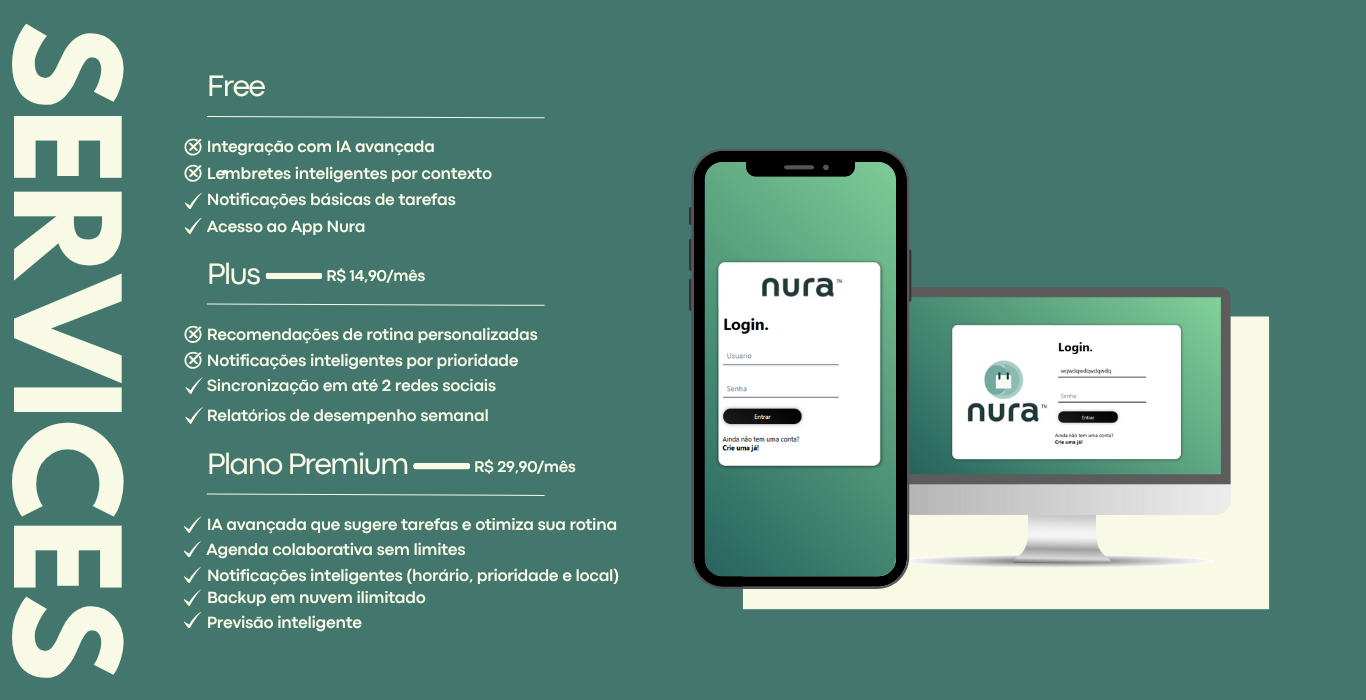 SERVICES
Free
Integração com IA avançada
Lembretes inteligentes por contexto
Notificações básicas de tarefas
Acesso ao App Nura
Plus R$ 14,90/mês
Recomendações de rotina personalizadas
Notificações inteligentes por prioridade
Sincronização em até 2 redes sociais
Relatórios de desempenho semanal
Plano Premium R$ 29,90/mês
IA avançada que sugere tarefas e otimiza sua rotina
Agenda colaborativa sem limites
Notificações inteligentes (horário, prioridade e local)
Backup em nuvem ilimitado
Previsão inteligente
nura™
Login.
Usuario
Senha
Entrar
Ainda não tem uma conta?
Crie uma já!
nura™
Login.
Senha
Entrar
Ainda não tem uma conta?
Crie uma já!